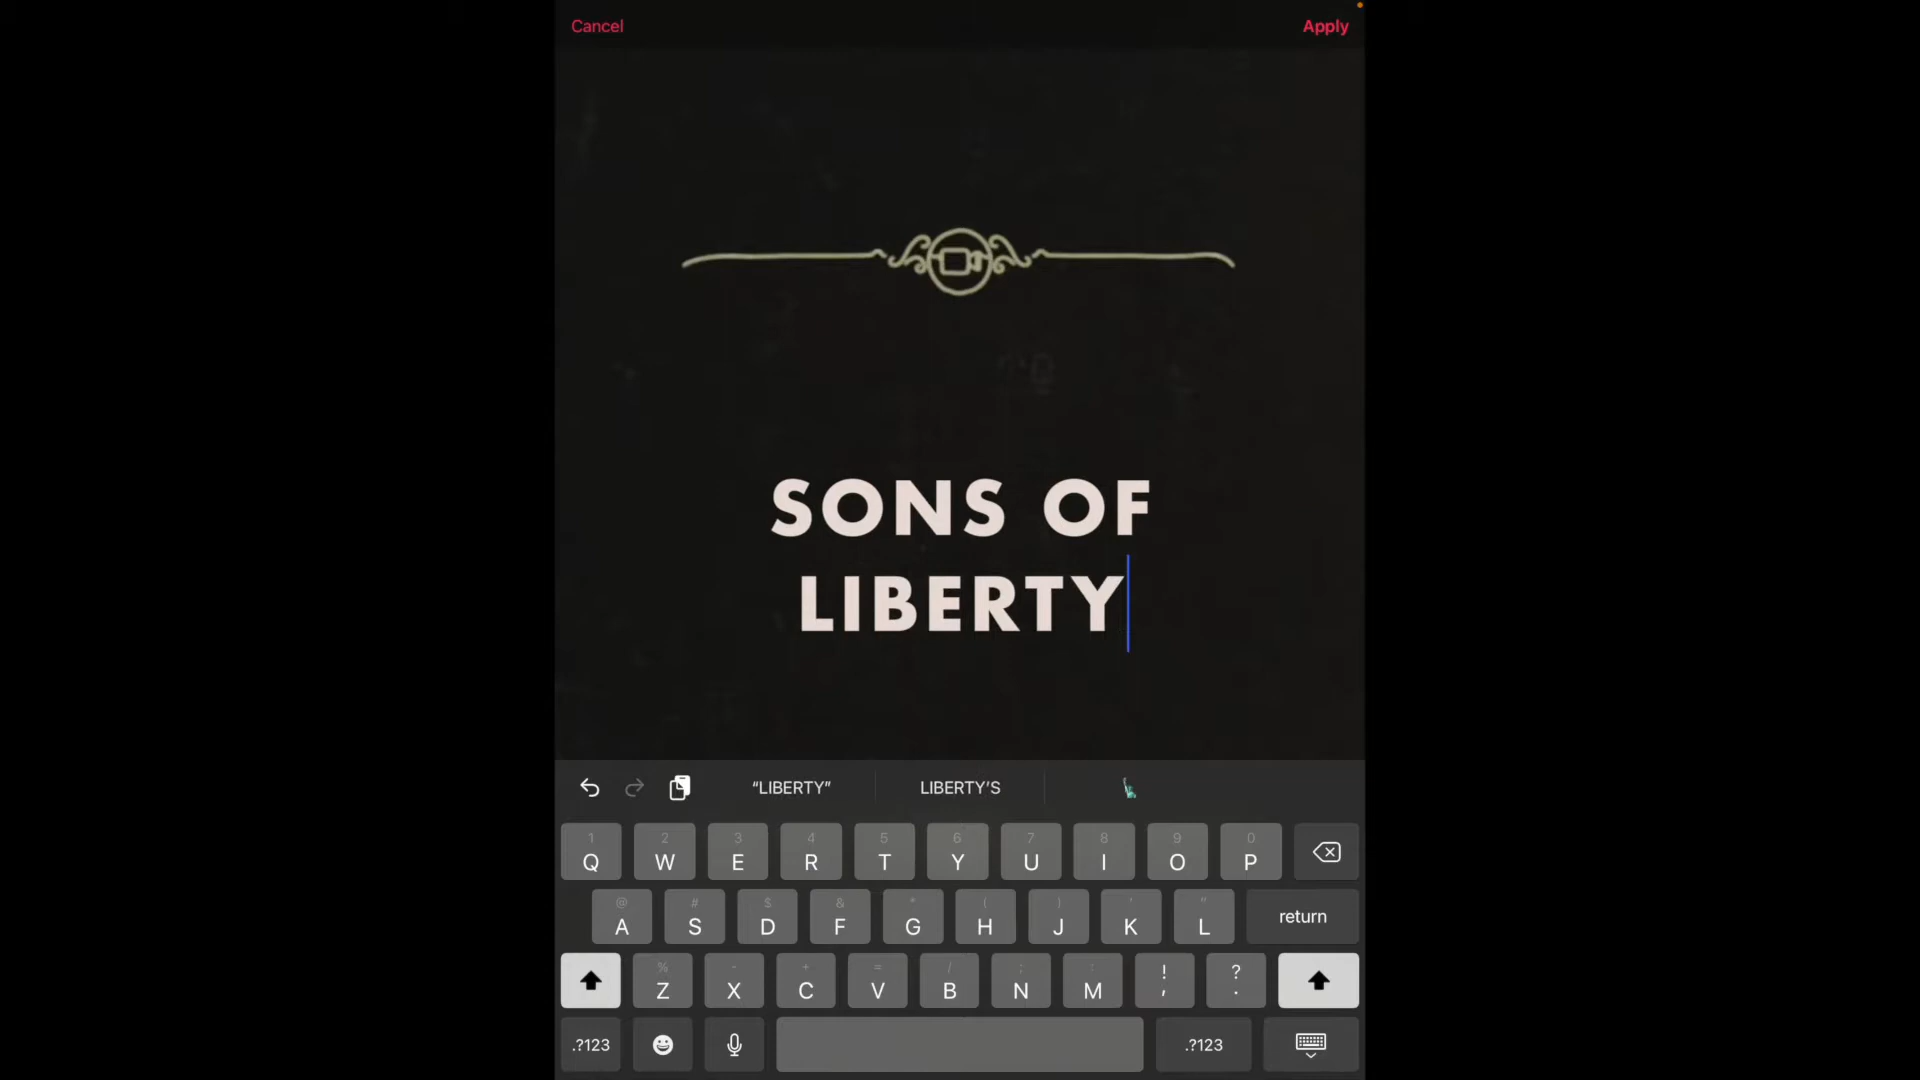 Cancel Apply
SONS OF
LIBERTY
“LIBERTY” LIBERTY’S
1 2 3 4 5 6 7 8 9 0
Q W E R T Y U I O P
@ # $ & * ( ) ' "
A S D F G H J K L return
% - + = / ; : ! ?
Z X C V B N M , .
.?123 .?123